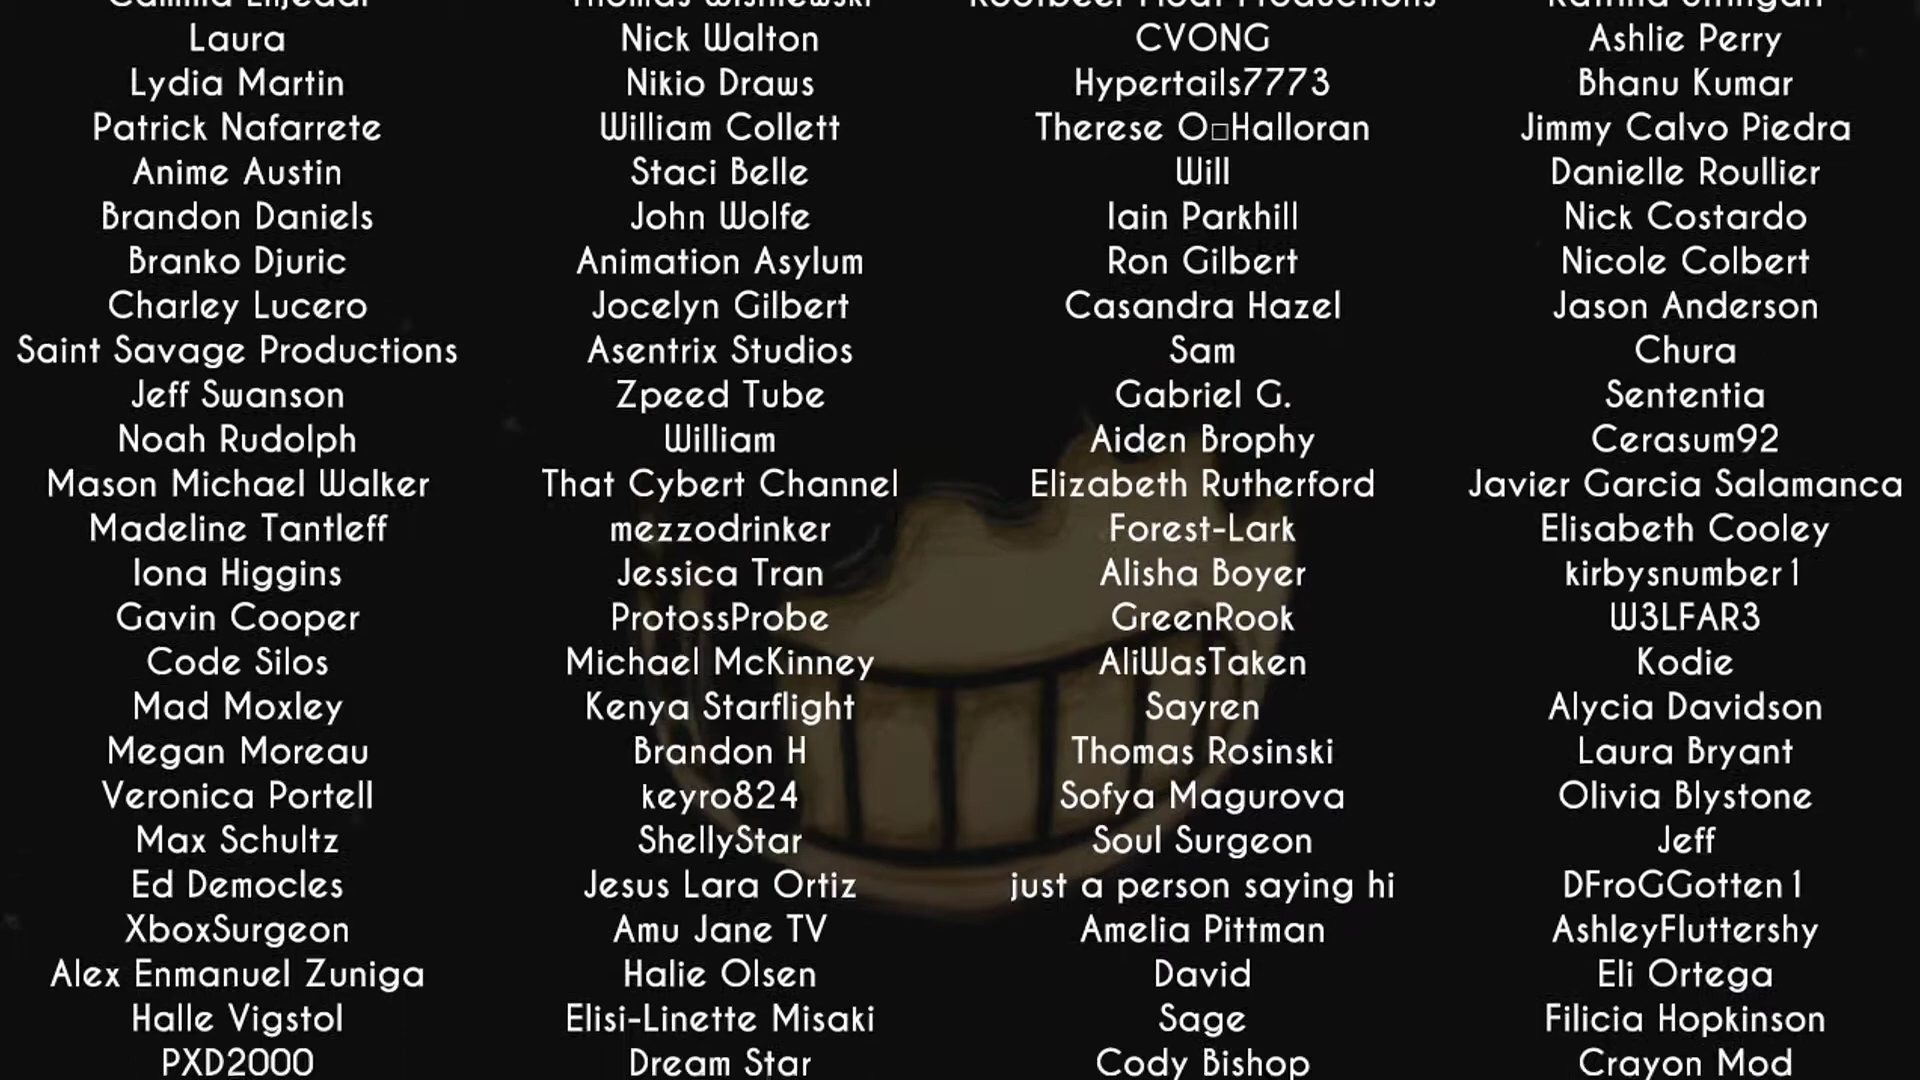 Laura
Lydia Martin
Patrick Nafarrete
Anime Austin
Brandon Daniels
Branko Djuric
Charley Lucero
Saint Savage Productions
Jeff Swanson
Noah Rudolph
Mason Michael Walker
Madeline Tantleff
Iona Higgins
Gavin Cooper
Code Silos
Mad Moxley
Megan Moreau
Veronica Portell
Max Schultz
Ed Democles
XboxSurgeon
Alex Enmanuel Zuniga
Halle Vigstol
PXD2000
Nick Walton
Nikio Draws
William Collett
Staci Belle
John Wolfe
Animation Asylum
Jocelyn Gilbert
Asentrix Studios
Zpeed Tube
William
That Cybert Channel
mezzodrinker
Jessica Tran
ProtossProbe
Michael McKinney
Kenya Starflight
Brandon H
keyro824
ShellyStar
Jesus Lara Ortiz
Amu Jane TV
Halie Olsen
Elisi-Linette Misaki
Dream Star
CVONG
Hypertails7773
Therese O□Halloran
Will
Iain Parkhill
Ron Gilbert
Casandra Hazel
Sam
Gabriel G.
Aiden Brophy
Elizabeth Rutherford
Forest-Lark
Alisha Boyer
GreenRook
AliWasTaken
Sayren
Thomas Rosinski
Sofya Magurova
Soul Surgeon
just a person saying hi
Amelia Pittman
David
Sage
Cody Bishop
Ashlie Perry
Bhanu Kumar
Jimmy Calvo Piedra
Danielle Roullier
Nick Costardo
Nicole Colbert
Jason Anderson
Chura
Sententia
Cerasum92
Javier Garcia Salamanca
Elisabeth Cooley
kirbysnumber1
W3LFAR3
Kodie
Alycia Davidson
Laura Bryant
Olivia Blystone
Jeff
DFroGGotten1
AshleyFluttershy
Eli Ortega
Filicia Hopkinson
Crayon Mod